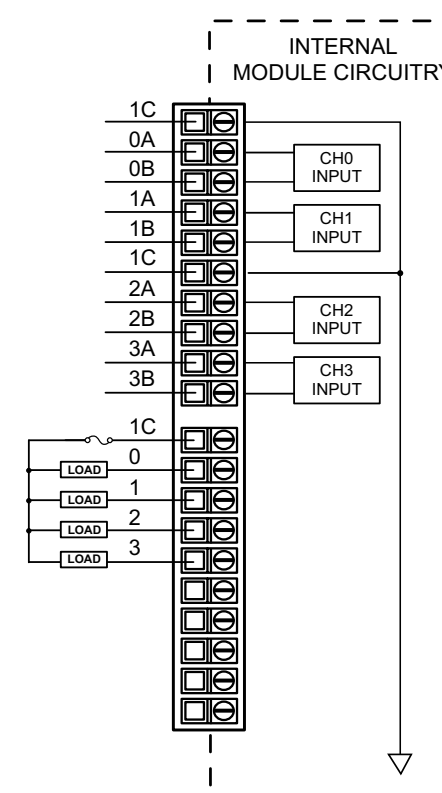 INTERNAL
MODULE CIRCUITRY
1C
0A
0B
CH0
INPUT
1A
1B
CH1
INPUT
1C
2A
2B
CH2
INPUT
3A
3B
CH3
INPUT
1C
0
LOAD
1
LOAD
2
LOAD
3
LOAD